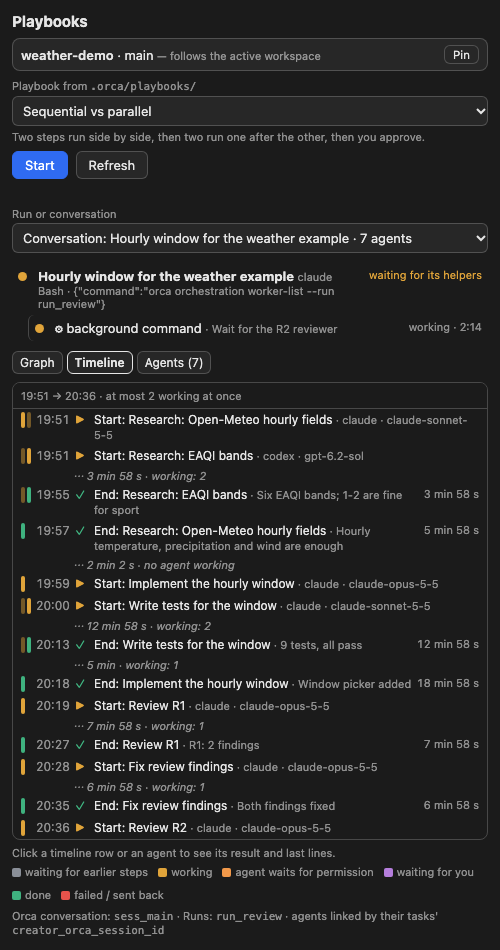 Playbooks
weather-demo · main — follows the active workspace
Pin
Playbook from .orca/playbooks/
Sequential vs parallel
Two steps run side by side, then two run one after the other, then you approve.
Start
Refresh
Run or conversation
Conversation: Hourly window for the weather example · 7 agents
Hourly window for the weather example claude
waiting for its helpers
Bash · {"command":"orca orchestration worker-list --run
run_review"}
background command · Wait for the R2 reviewer
working · 2:14
Graph
Timeline
Agents (7)
19:51 → 20:36 · at most 2 working at once
19:51 ▶ Start: Research: Open-Meteo hourly fields · claude · claude-sonnet-
5-5
19:51 ▶ Start: Research: EAQI bands · codex · gpt-6.2-sol
··· 3 min 58 s · working: 2
19:55 ✓ End: Research: EAQI bands · Six EAQI bands; 1-2 are fine 3 min 58 s
for sport
19:57 ✓ End: Research: Open-Meteo hourly fields · Hourly 5 min 58 s
temperature, precipitation and wind are enough
··· 2 min 2 s · no agent working
19:59 ▶ Start: Implement the hourly window · claude · claude-opus-5-5
20:00 ▶ Start: Write tests for the window · claude · claude-sonnet-5-5
··· 12 min 58 s · working: 2
20:13 ✓ End: Write tests for the window · 9 tests, all pass 12 min 58 s
··· 5 min · working: 1
20:18 ✓ End: Implement the hourly window · Window picker added 18 min 58 s
20:19 ▶ Start: Review R1 · claude · claude-opus-5-5
··· 7 min 58 s · working: 1
20:27 ✓ End: Review R1 · R1: 2 findings 7 min 58 s
20:28 ▶ Start: Fix review findings · claude · claude-opus-5-5
··· 6 min 58 s · working: 1
20:35 ✓ End: Fix review findings · Both findings fixed 6 min 58 s
20:36 ▶ Start: Review R2 · claude · claude-opus-5-5
Click a timeline row or an agent to see its result and last lines.
waiting for earlier steps
working
agent waits for permission
waiting for you
done
failed / sent back
Orca conversation: sess_main · Runs: run_review · agents linked by their tasks'
creator_orca_session_id